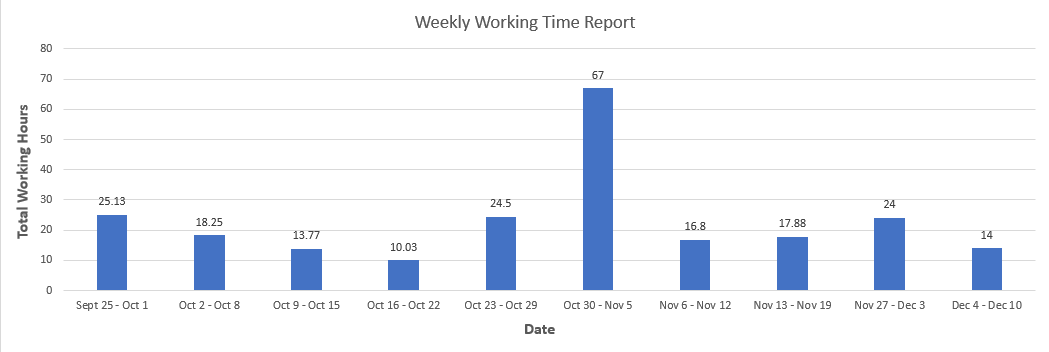 Weekly Working Time Report
Total Working Hours
80
70
60
50
40
30
20
10
0
25.13
18.25
13.77
10.03
24.5
67
16.8
17.88
24
14
Sept 25 - Oct 1
Oct 2 - Oct 8
Oct 9 - Oct 15
Oct 16 - Oct 22
Oct 23 - Oct 29
Oct 30 - Nov 5
Nov 6 - Nov 12
Nov 13 - Nov 19
Nov 27 - Dec 3
Dec 4 - Dec 10
Date